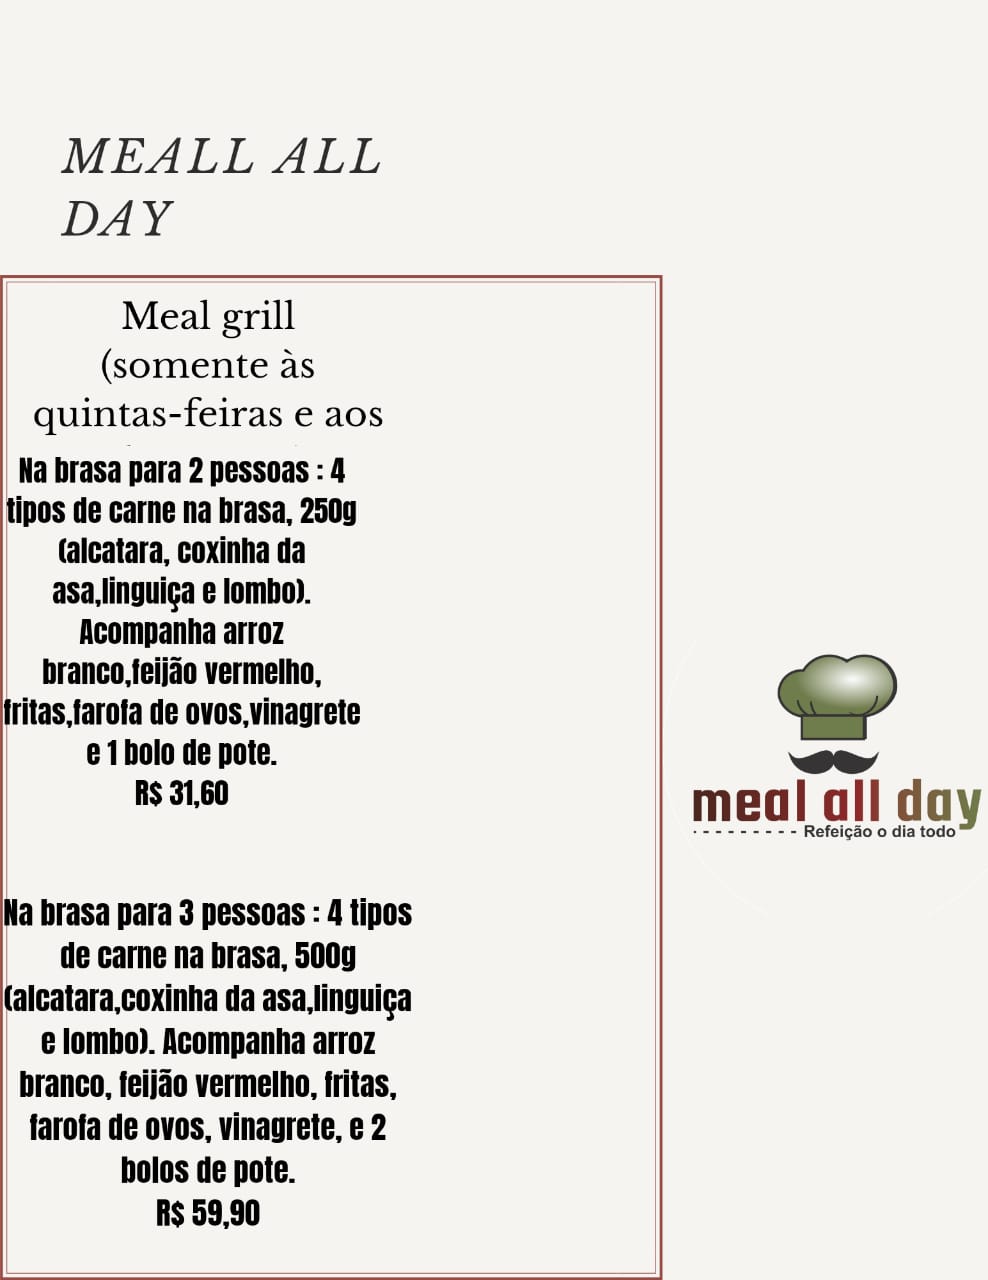 MEALL ALL
DAY
Meal grill
(somente às
quintas-feiras e aos
Na brasa para 2 pessoas : 4
tipos de carne na brasa, 250g
(alcatara, coxinha da
asa,linguiça e lombo).
Acompanha arroz
branco,feijão vermelho,
fritas,farofa de ovos,vinagrete
e 1 bolo de pote.
R$ 31,60
Na brasa para 3 pessoas : 4 tipos
de carne na brasa, 500g
(alcatara,coxinha da asa,linguiça
e lombo). Acompanha arroz
branco, feijão vermelho, fritas,
farofa de ovos, vinagrete, e 2
bolos de pote.
R$ 59,90
meal all day
Refeição o dia todo